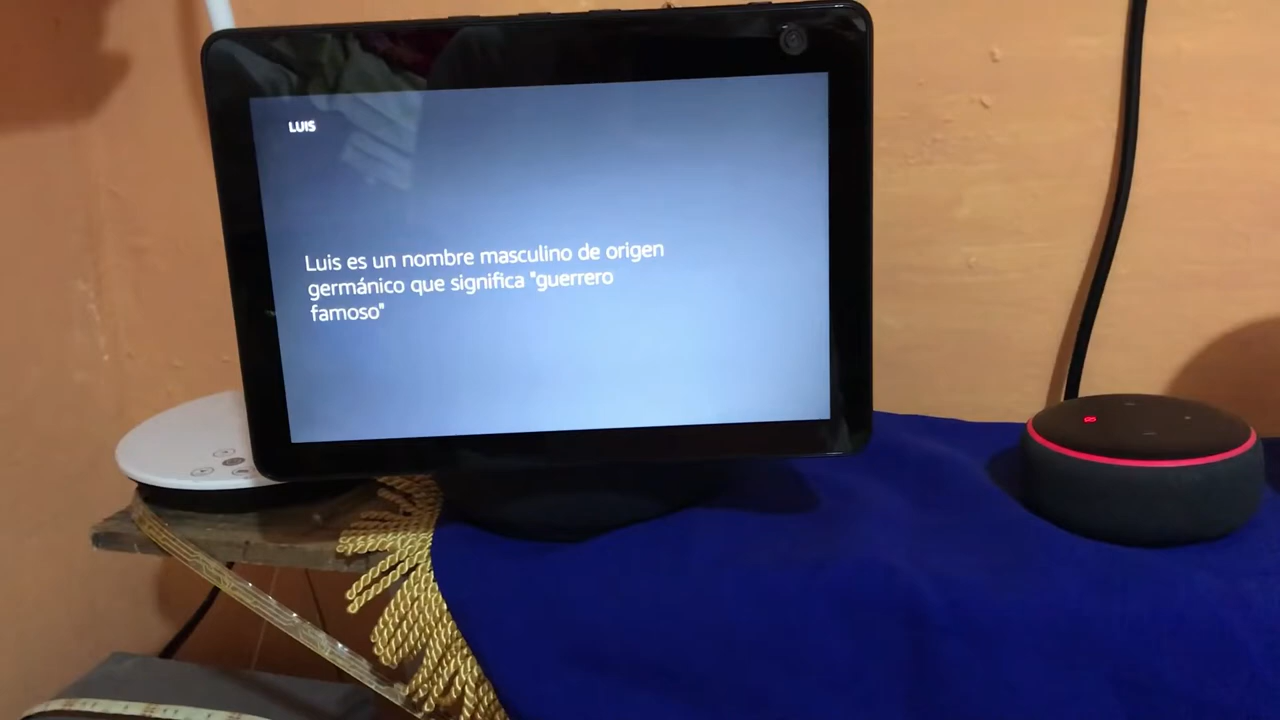 LUIS
Luis es un nombre masculino de origen
germánico que significa "guerrero
famoso"